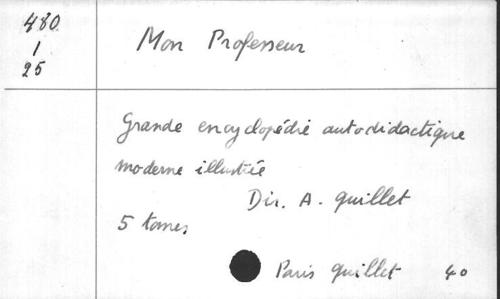 480
1
25
Mon Professeur
Grande encyclopédie autodidactique
moderne illustrée
Dir. A. Quillet
5 tomes
Paris Quillet 40